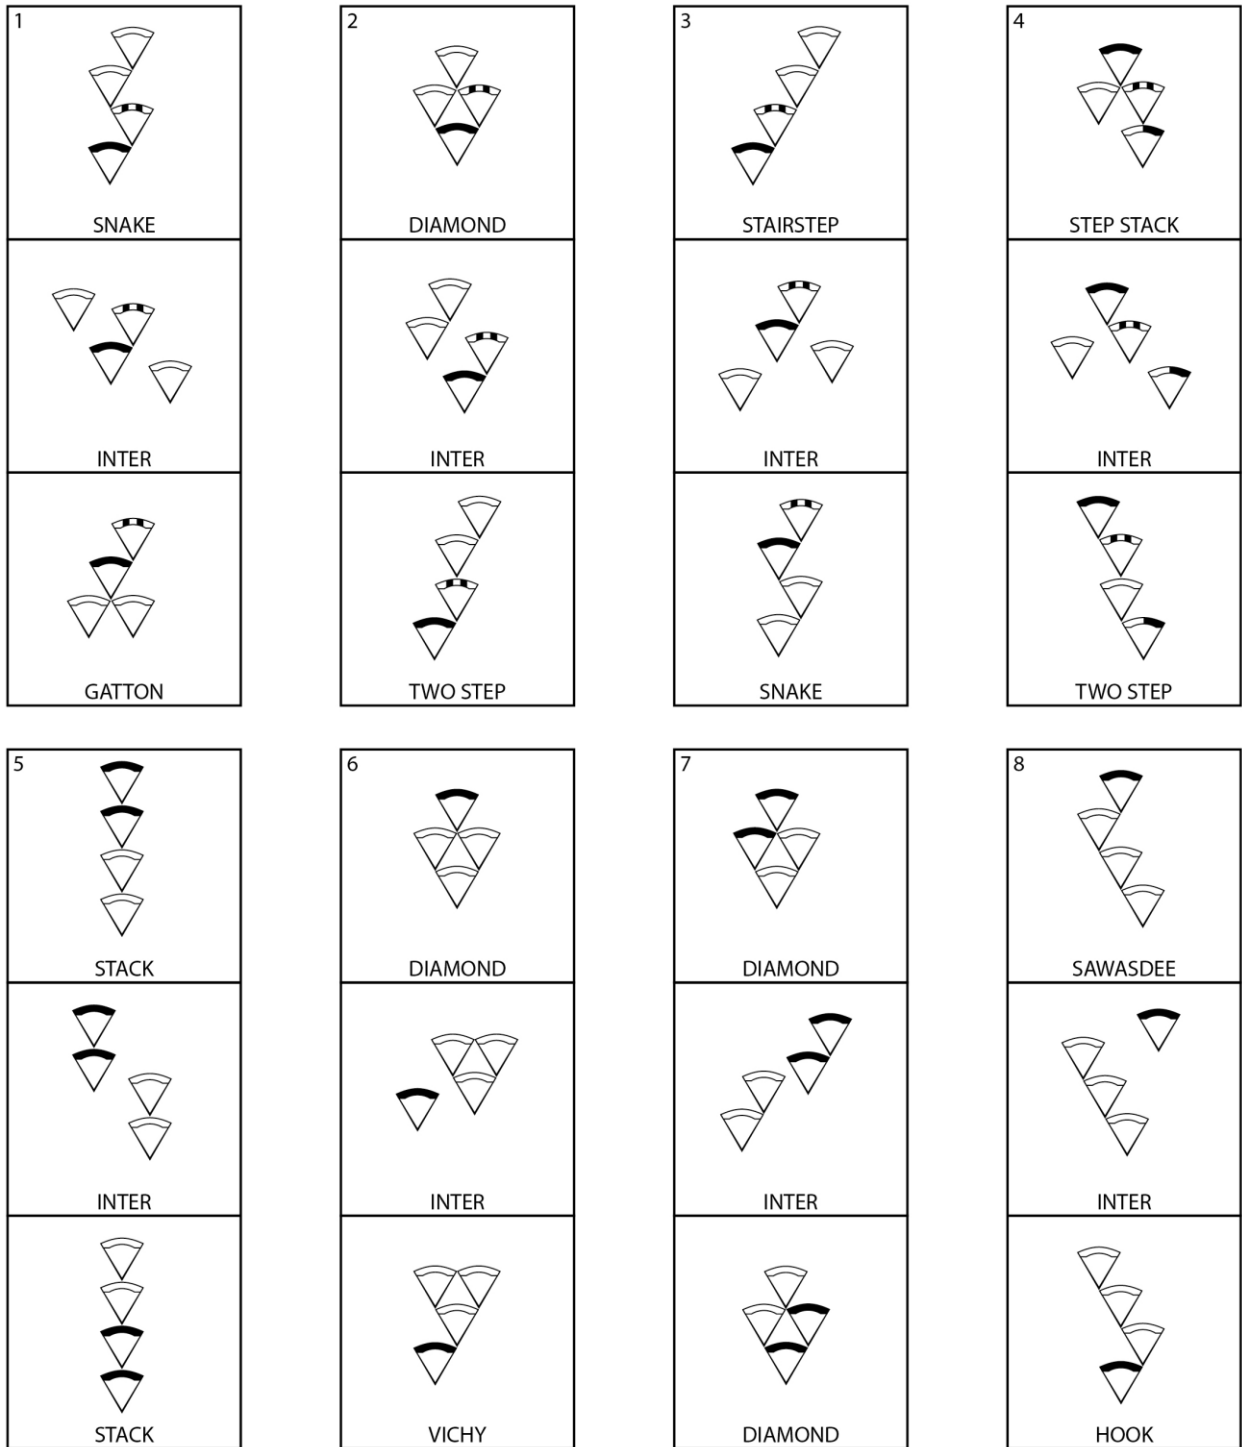 1
SNAKE
INTER
GATTON
2
DIAMOND
INTER
TWO STEP
3
STAIRSTEP
INTER
SNAKE
4
STEP STACK
INTER
TWO STEP
5
STACK
INTER
STACK
6
DIAMOND
INTER
VICHY
7
DIAMOND
INTER
DIAMOND
8
SAWASDEE
INTER
HOOK